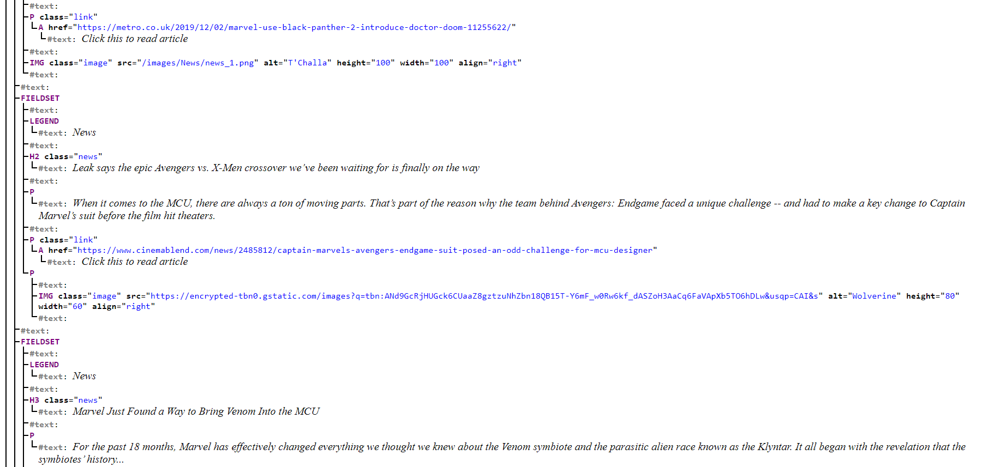 #text:
P class="link"
A href="https://metro.co.uk/2019/12/02/marvel-use-black-panther-2-introduce-doctor-doom-11255622/"
#text: Click this to read article
#text:
IMG class="image" src="/images/News/news_1.png" alt="T'Challa" height="100" width="100" align="right"
#text:
#text:
FIELDSET
#text:
LEGEND
#text: News
#text:
H2 class="news"
#text: Leak says the epic Avengers vs. X-Men crossover we’ve been waiting for is finally on the way
#text:
P
#text: When it comes to the MCU, there are always a ton of moving parts. That’s part of the reason why the team behind Avengers: Endgame faced a unique challenge -- and had to make a key change to Captain
Marvel’s suit before the film hit theaters.
#text:
P class="link"
A href="https://www.cinemablend.com/news/2485812/captain-marvels-avengers-endgame-suit-posed-an-odd-challenge-for-mcu-designer"
#text: Click this to read article
P
#text:
IMG class="image" src="https://encrypted-tbn0.gstatic.com/images?q=tbn:ANd9GcRjHUGck6CUaaZ8gztzuNhZbn18QB15T-Y6mF_w0Rw6kf_dASZoH3AaCq6FaVApXb5TO6hDLw&usqp=CAI&s" alt="Wolverine" height="80"
width="60" align="right"
#text:
#text:
FIELDSET
#text:
LEGEND
#text: News
#text:
H3 class="news"
#text: Marvel Just Found a Way to Bring Venom Into the MCU
#text:
P
#text: For the past 18 months, Marvel has effectively changed everything we thought we knew about the Venom symbiote and the parasitic alien race known as the Klyntar. It all began with the revelation that the
symbiotes’ history...